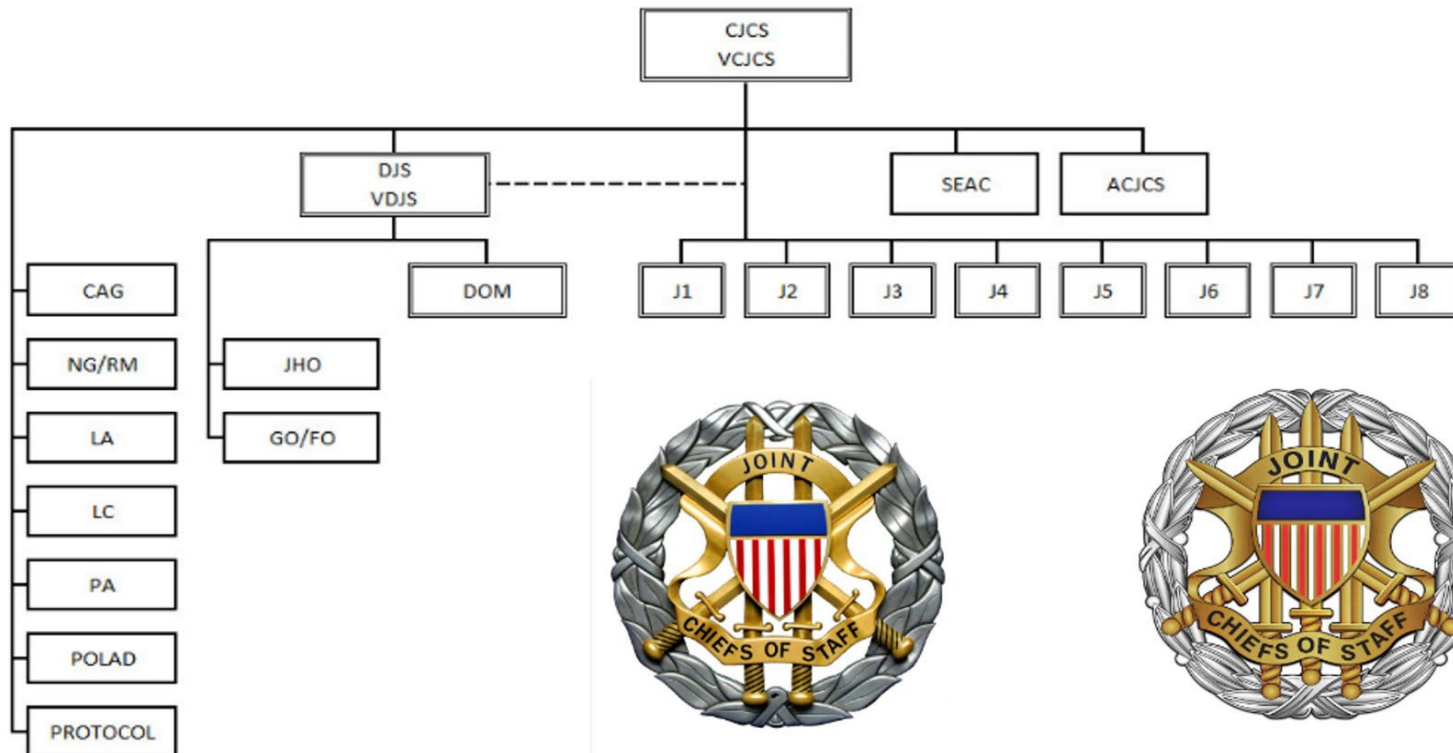 CJCS
VCJCS
DJS
VDJS
SEAC
ACJCS
CAG
DOM
J1
J2
J3
J4
J5
J6
J7
J8
NG/RM
JHO
LA
GO/FO
LC
PA
POLAD
PROTOCOL
JOINT
CHIEFS OF STAFF
JOINT
CHIEFS OF STAFF